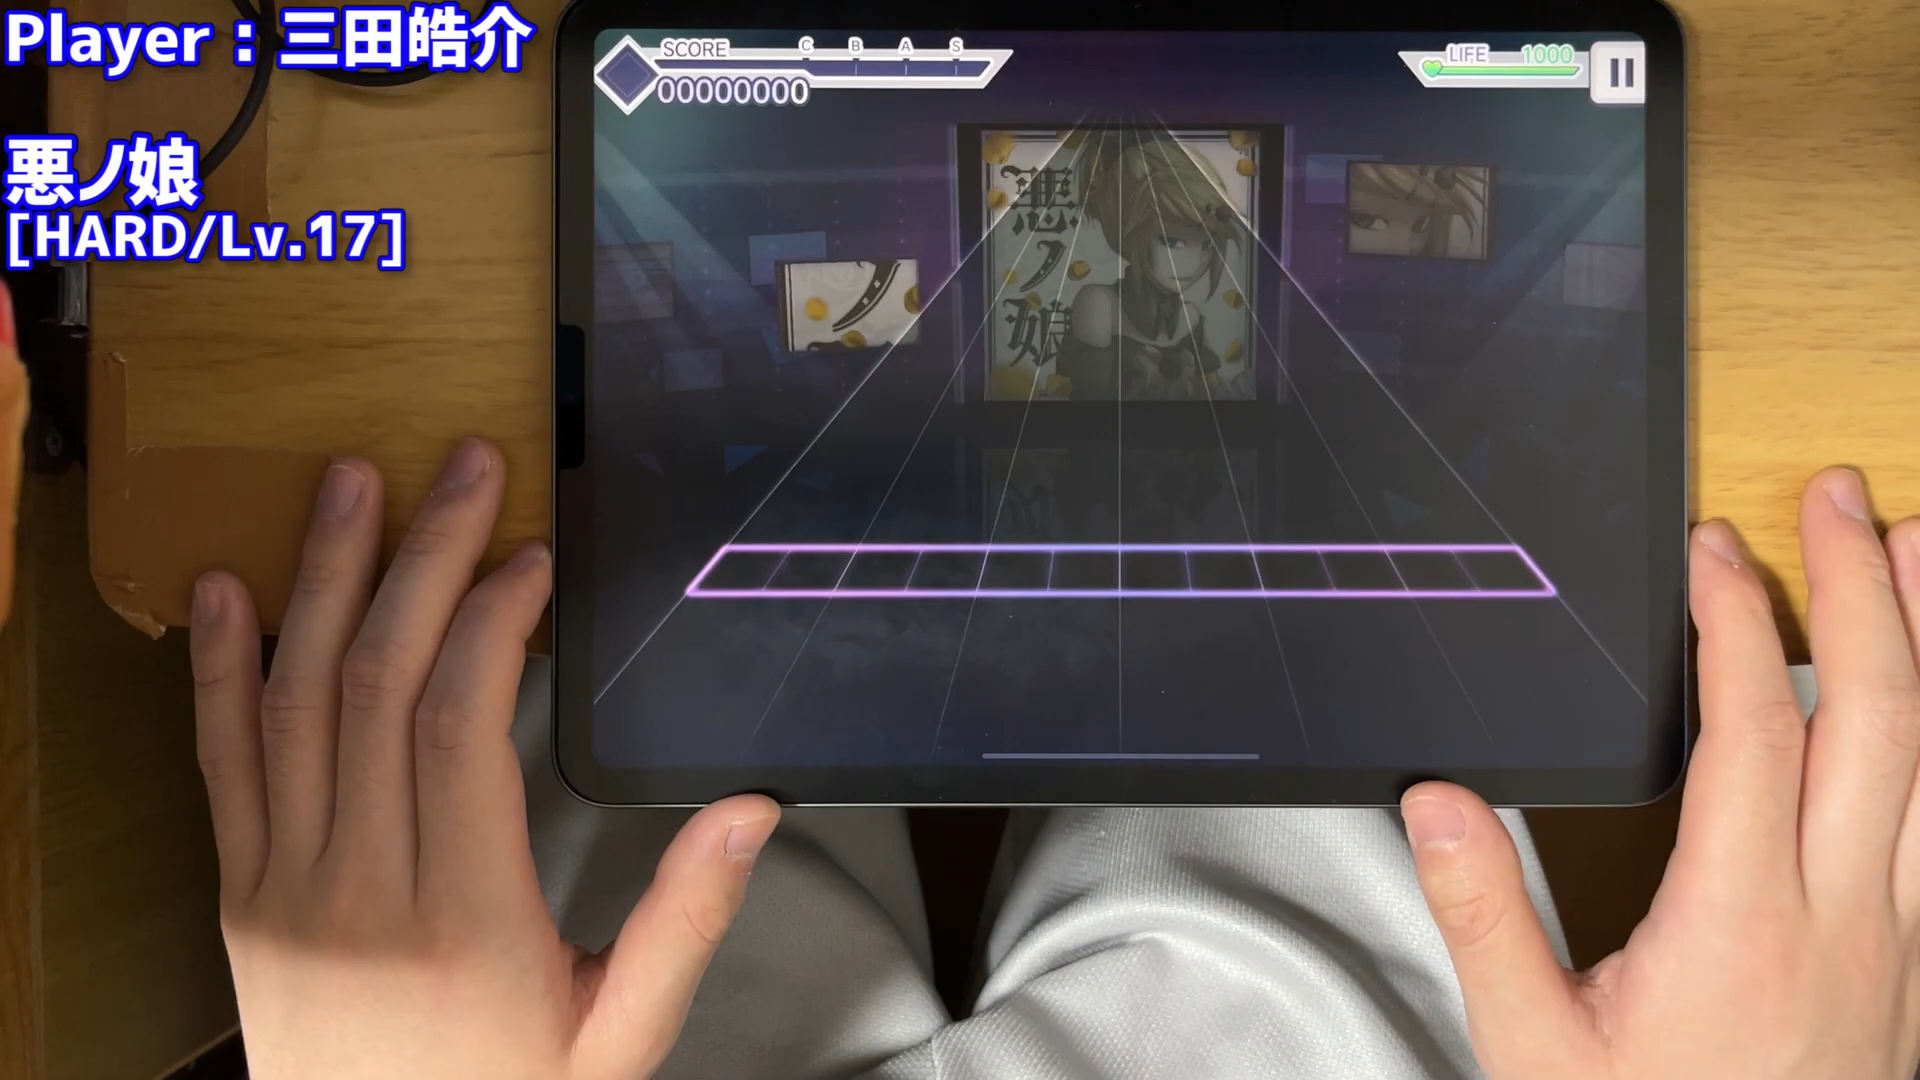 Player：三田皓介
悪ノ娘
[HARD/Lv.17]
SCORE
C B A S
00000000
LIFE 1000
悪ノ娘